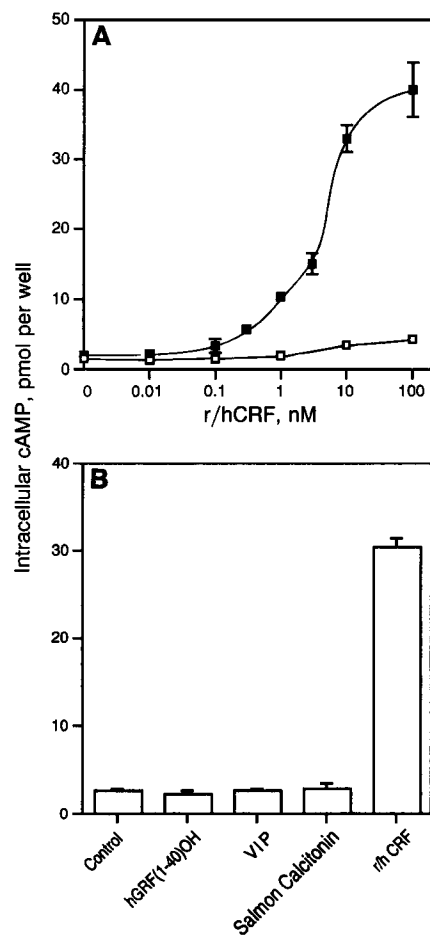 A
50
40
30
20
10
0
0 0.01 0.1 1 10 100
r/hCRF, nM
Intracellular cAMP, pmol per well
B
40
30
20
10
0
Control
hGRF(1-40)OH
VIP
Salmon Calcitonin
r/h CRF